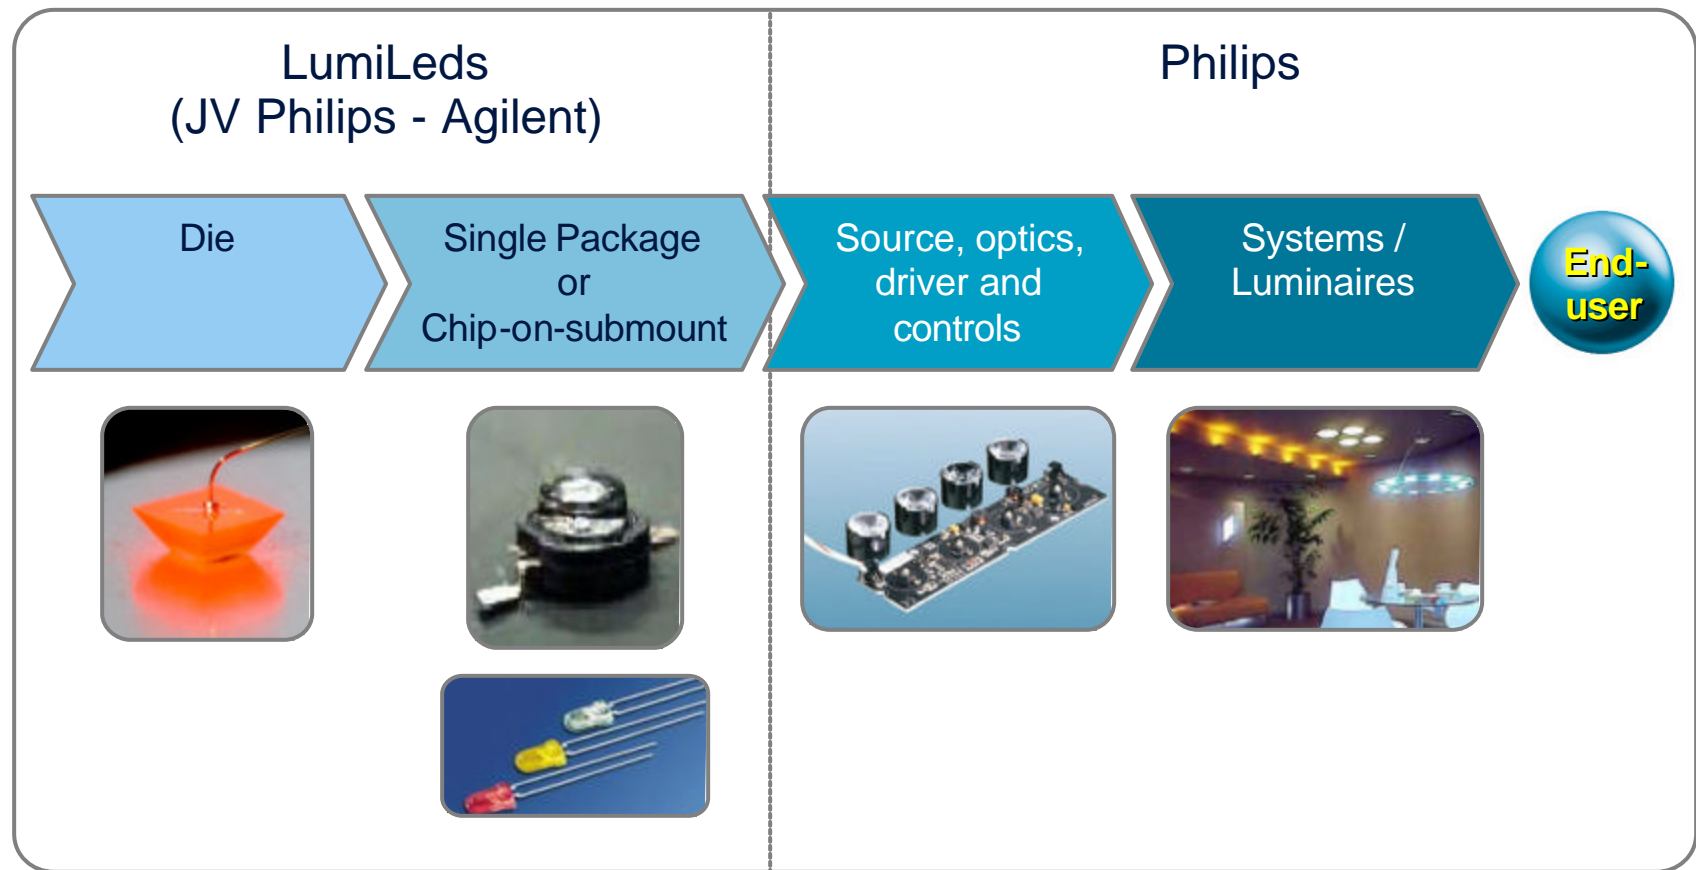 LumiLeds
(JV Philips - Agilent)
Philips
Die
Single Package
or
Chip-on-submount
Source, optics,
driver and
controls
Systems /
Luminaires
End-
user